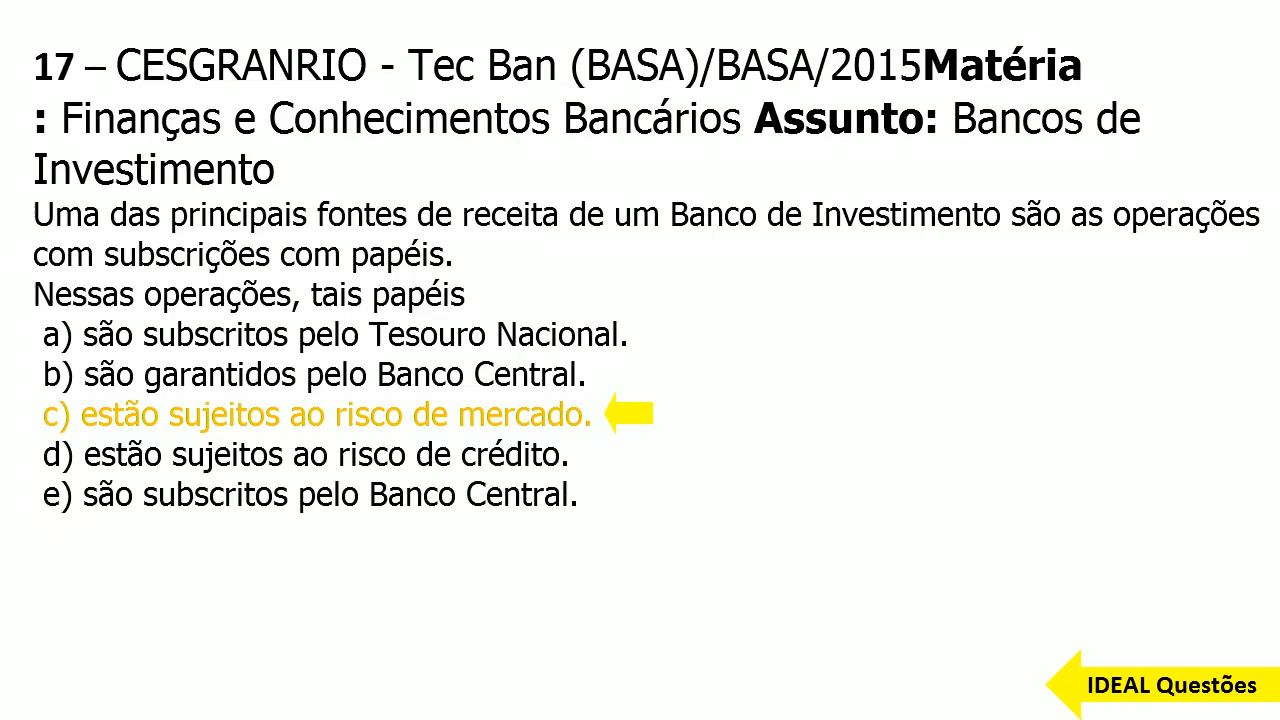 17 – CESGRANRIO - Tec Ban (BASA)/BASA/2015Matéria
: Finanças e Conhecimentos Bancários Assunto: Bancos de
Investimento
Uma das principais fontes de receita de um Banco de Investimento são as operações
com subscrições com papéis.
Nessas operações, tais papéis
a) são subscritos pelo Tesouro Nacional.
b) são garantidos pelo Banco Central.
c) estão sujeitos ao risco de mercado.
d) estão sujeitos ao risco de crédito.
e) são subscritos pelo Banco Central.
IDEAL Questões